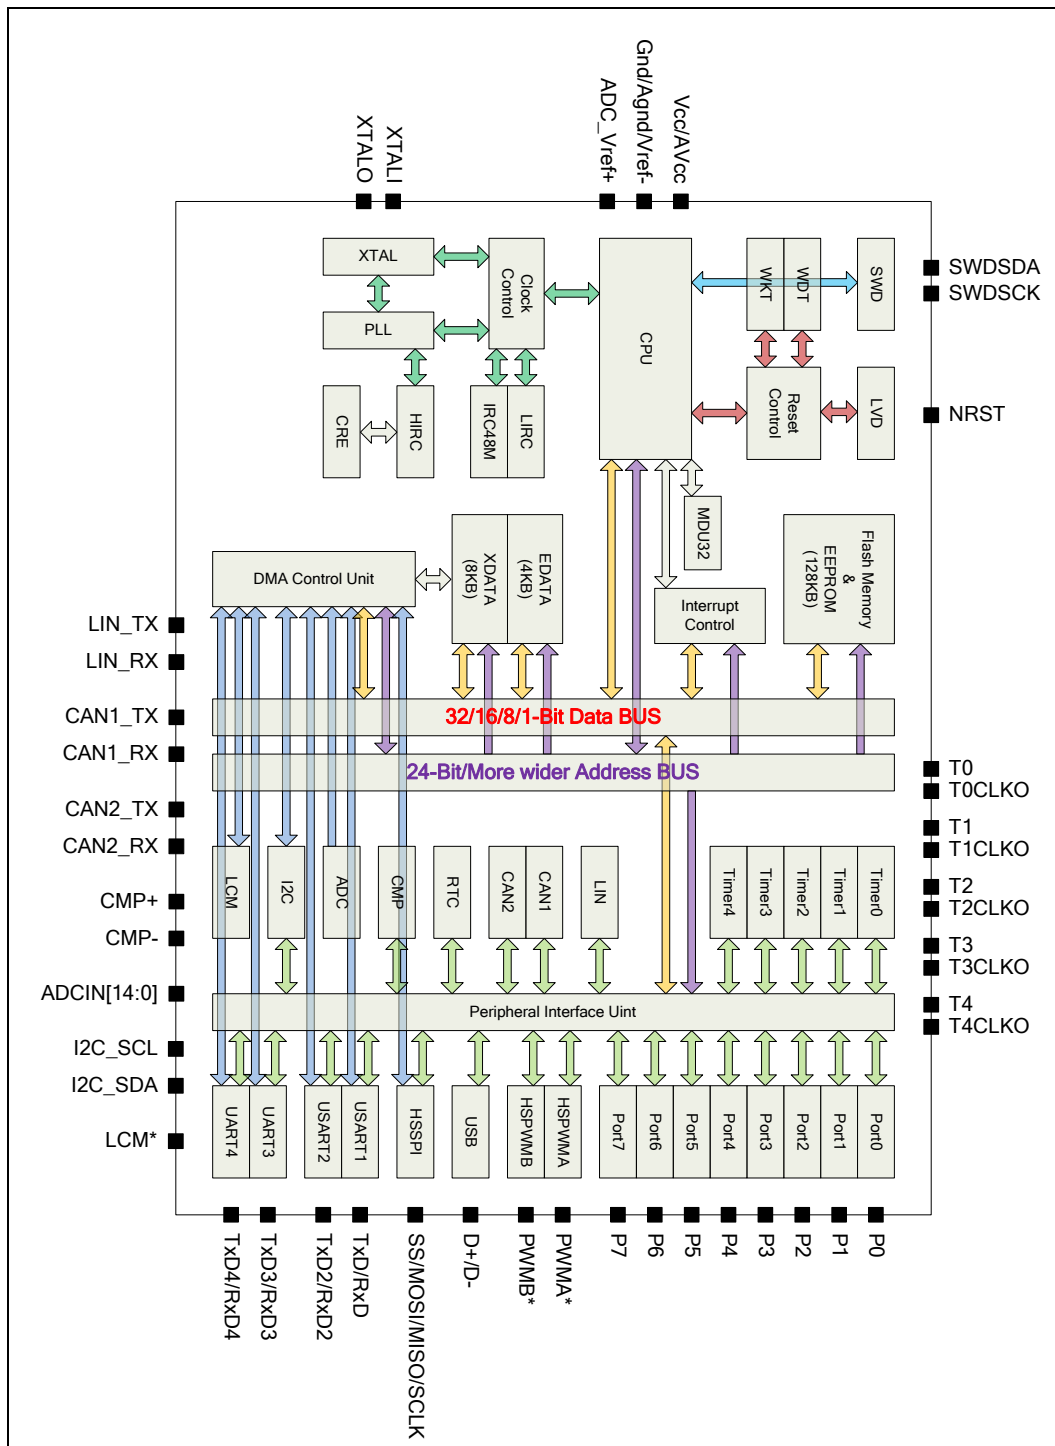 XTALO
XTALI
ADC_Vref+
Gnd/Agnd/Vref-
Vcc/AVcc
SWDSDA
SWDSCK
NRST
XTAL
PLL
Clock
Control
CPU
WKT
WDT
SWD
CRE
HIRC
IRC48M
LIRC
Reset
Control
LVD
MDU32
DMA Control Unit
XDATA
(8KB)
EDATA
(4KB)
Interrupt
Control
Flash Memory
&
EEPROM
(128KB)
LIN_TX
LIN_RX
CAN1_TX
CAN1_RX
CAN2_TX
CAN2_RX
CMP+
CMP-
ADCIN[14:0]
I2C_SCL
I2C_SDA
LCM*
32/16/8/1-Bit Data BUS
24-Bit/More wider Address BUS
T0
T0CLKO
T1
T1CLKO
T2
T2CLKO
T3
T3CLKO
T4
T4CLKO
LCM
I2C
ADC
CMP
RTC
CAN2
CAN1
LIN
Timer4
Timer3
Timer2
Timer1
Timer0
Peripheral Interface Uint
UART4
UART3
USART2
USART1
HSSPI
USB
HSPWMB
HSPWMA
Port7
Port6
Port5
Port4
Port3
Port2
Port1
Port0
TxD4/RxD4
TxD3/RxD3
TxD2/RxD2
TxD/RxD
SS/MOSI/MISO/SCLK
D+/D-
PWMB*
PWMA*
P7
P6
P5
P4
P3
P2
P1
P0